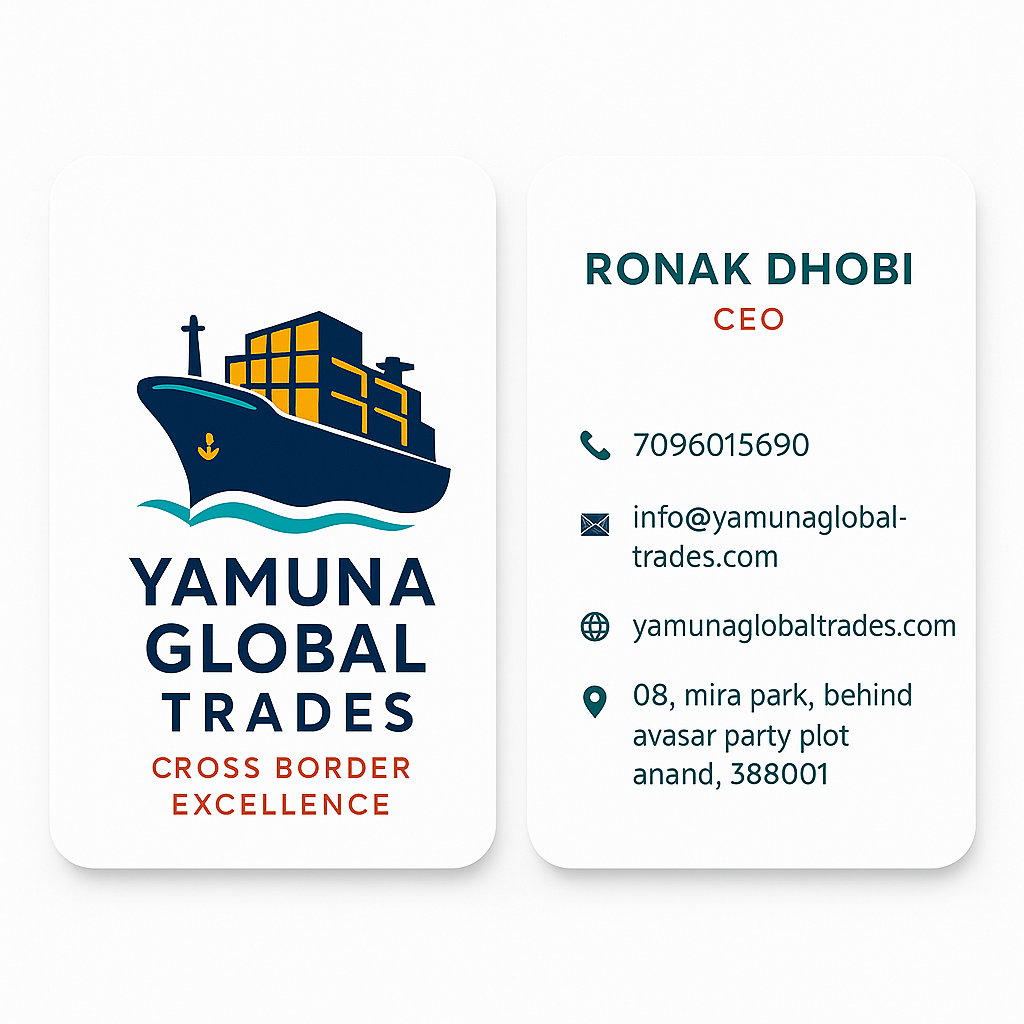 YAMUNA
GLOBAL
TRADES
CROSS BORDER
EXCELLENCE
RONAK DHOBI
CEO
7096015690
info@yamunaglobal-
trades.com
yamunaglobaltrades.com
08, mira park, behind
avasar party plot
anand, 388001